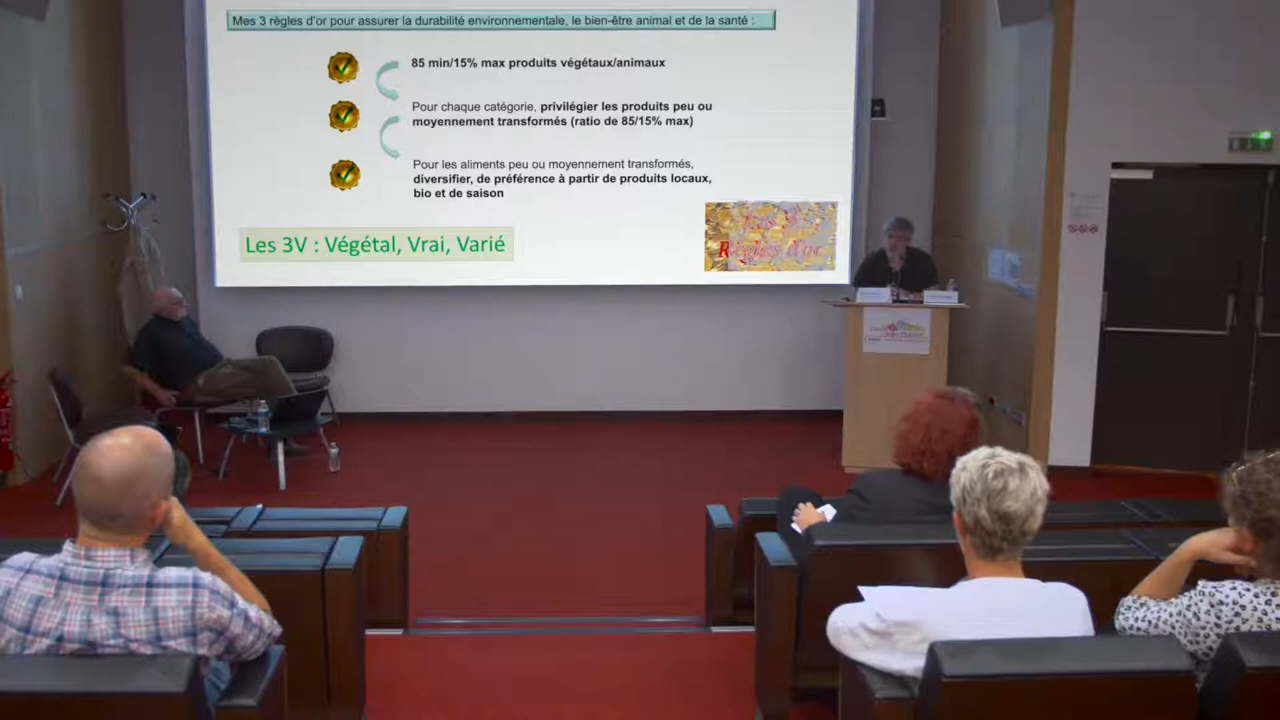 Mes 3 règles d'or pour assurer la durabilité environnementale, le bien-être animal et de la santé :
85 min/15% max produits végétaux/animaux
Pour chaque catégorie, privilégier les produits peu ou
moyennement transformés (ratio de 85/15% max)
Pour les aliments peu ou moyennement transformés,
diversifier, de préférence à partir de produits locaux,
bio et de saison
Les 3V : Végétal, Vrai, Varié
Règles d'or